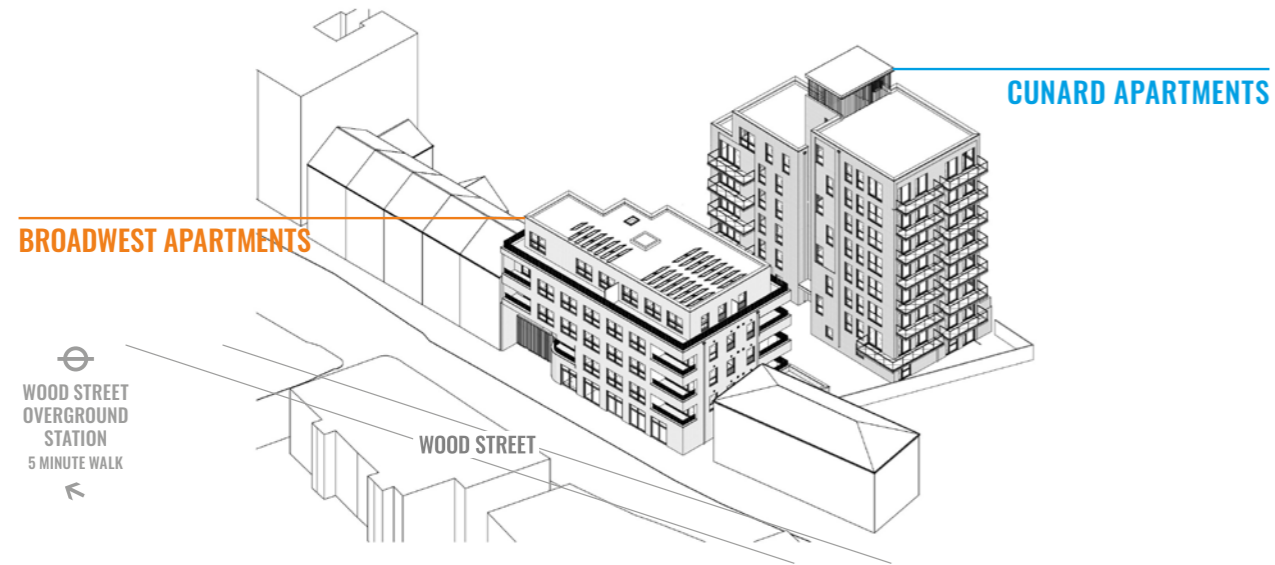 CUNARD APARTMENTS
BROADWEST APARTMENTS
WOOD STREET
OVERGROUND
STATION
5 MINUTE WALK
WOOD STREET